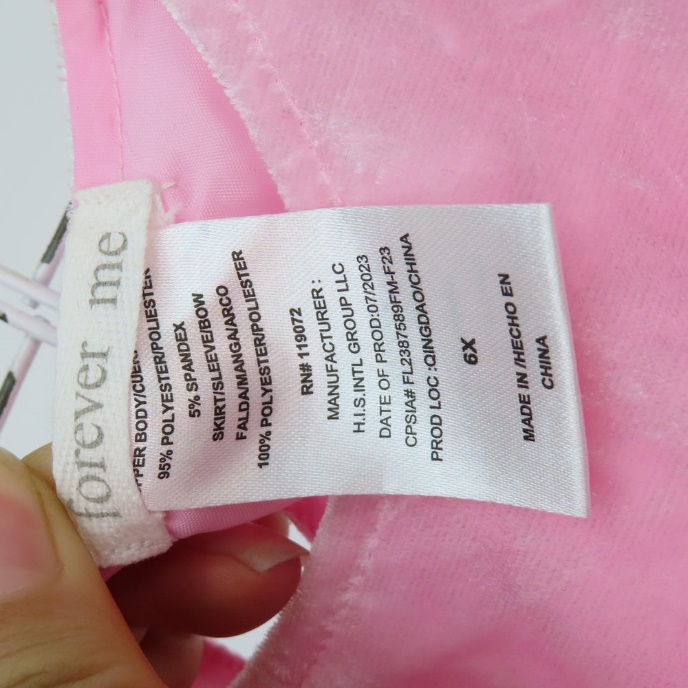 forever me
UPPER BODY/CUERPO
95% POLYESTER/POLIESTER
5% SPANDEX
SKIRT/SLEEVE/BOW
FALDA/MANGA/ARCO
100% POLYESTER/POLIESTER
RN# 119072
MANUFACTURER :
H.I.S.INTL GROUP LLC
DATE OF PROD:07/2023
CPSIA# FL2387589FM-F23
PROD LOC :QINGDAO/CHINA
6X
MADE IN /HECHO EN
CHINA